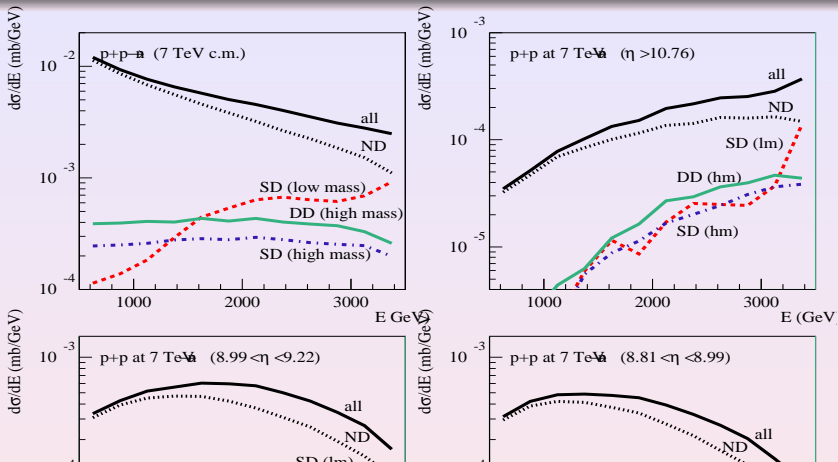 dσ/dE (mb/GeV)
p+p→n (7 TeV c.m.)
10 -2
10 -3
10 -4
all
ND
SD (low mass)
DD (high mass)
SD (high mass)
1000
2000
3000
E GeV)
dσ/dE (mb/GeV)
p+p at 7 TeV (η >10.76)
10 -3
10 -4
10 -5
all
ND
SD (lm)
DD (hm)
SD (hm)
1000
2000
3000
E (GeV)
dσ/dE (mb/GeV)
p+p at 7 TeV (8.99<η <9.22)
10 -3
all
ND
SD (lm)
dσ/dE (mb/GeV)
p+p at 7 TeV (8.81<η <8.99)
10 -3
all
ND